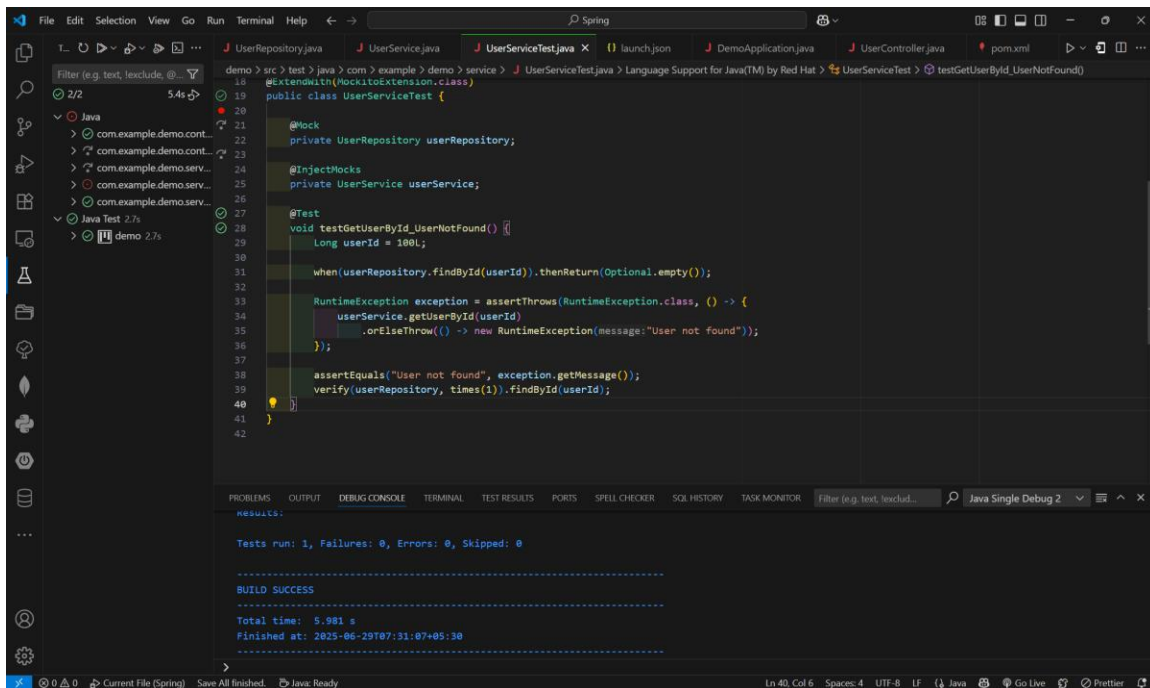 File Edit Selection View Go Run Terminal Help ← → Spring
T... UserRepository.java UserService.java UserServiceTest.java × {} launch.json DemoApplication.java UserController.java pom.xml
Filter (e.g. text, !exclude, @...
demo > src > test > java > com > example > demo > service > J UserServiceTest.java > Language Support for Java(TM) by Red Hat > UserServiceTest > testGetUserById_UserNotFound()
2/2 5.4s
Java
> com.example.demo.cont...
> com.example.demo.cont...
> com.example.demo.serv...
> com.example.demo.serv...
> com.example.demo.serv...
Java Test 2.7s
> demo 2.7s
18 @ExtendWith(MockitoExtension.class)
19 public class UserServiceTest {
20
21 @Mock
22 private UserRepository userRepository;
23
24 @InjectMocks
25 private UserService userService;
26
27 @Test
28 void testGetUserById_UserNotFound() {
29 Long userId = 100L;
30
31 when(userRepository.findById(userId)).thenReturn(Optional.empty());
32
33 RuntimeException exception = assertThrows(RuntimeException.class, () -> {
34 userService.getUserById(userId)
35 .orElseThrow(() -> new RuntimeException(message:"User not found"));
36 });
37
38 assertEquals("User not found", exception.getMessage());
39 verify(userRepository, times(1)).findById(userId);
40 }
41 }
42
PROBLEMS OUTPUT DEBUG CONSOLE TERMINAL TEST RESULTS PORTS SPELL CHECKER SQL HISTORY TASK MONITOR Filter (e.g. text, !exclud... Java Single Debug 2
Results:
Tests run: 1, Failures: 0, Errors: 0, Skipped: 0
------------------------------------------------------------------------
BUILD SUCCESS
------------------------------------------------------------------------
Total time: 5.981 s
Finished at: 2025-06-29T07:31:07+05:30
------------------------------------------------------------------------
>
0 0 0 Current File (Spring) Save All finished. Java: Ready Ln 40, Col 6 Spaces: 4 UTF-8 LF Java Go Live Prettier